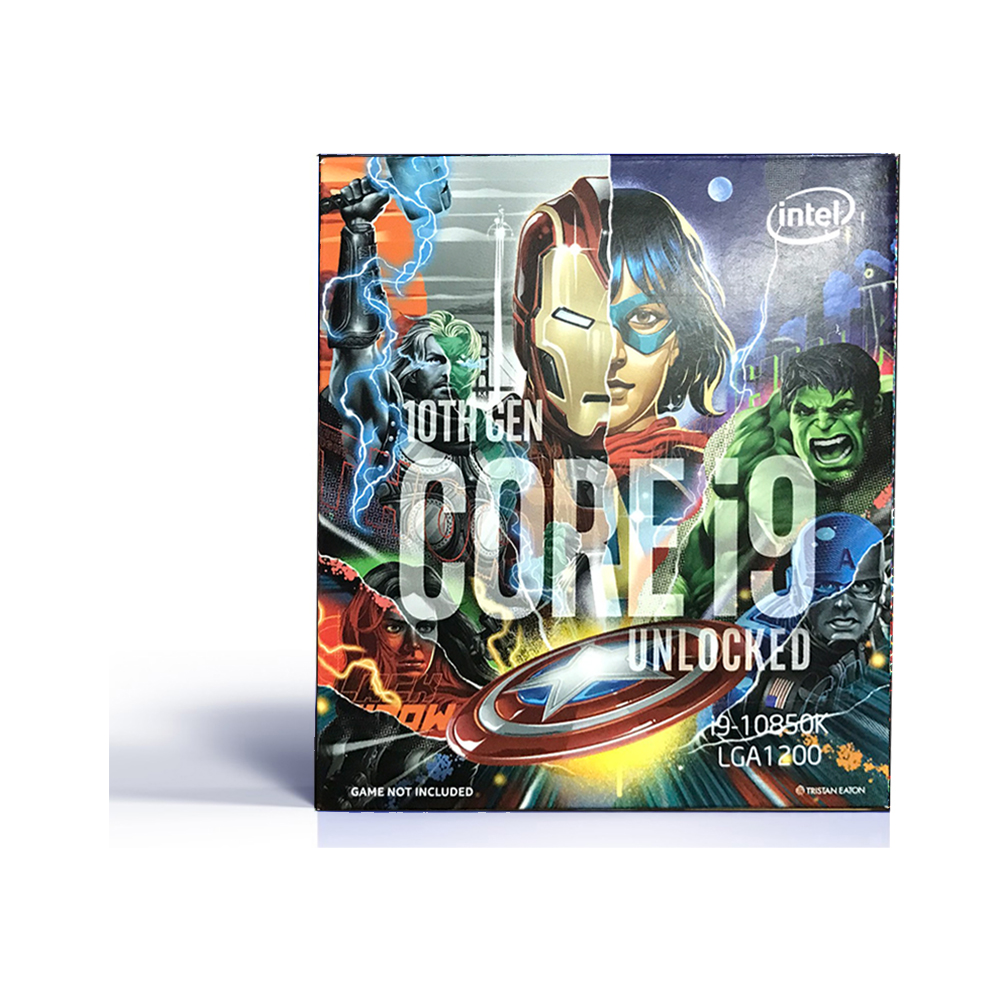 intel
10TH GEN
CORE i9
UNLOCKED
i9-10850K
LGA1200
GAME NOT INCLUDED
TRISTAN EATON
A